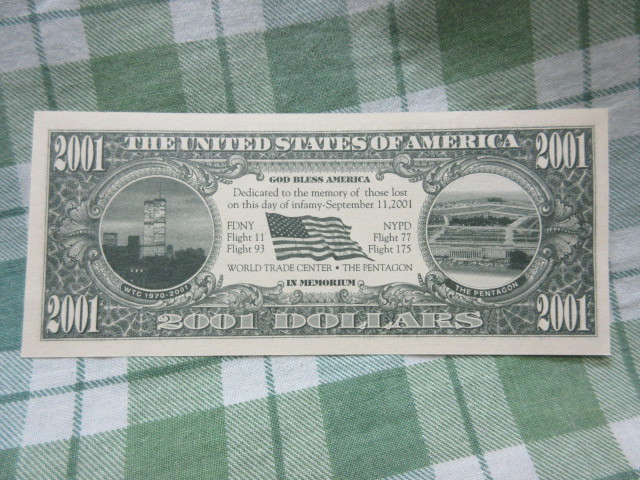 2001
THE UNITED STATES OF AMERICA
2001
GOD BLESS AMERICA
Dedicated to the memory of those lost
on this day of infamy-September 11,2001
FDNY
Flight 11
Flight 93
NYPD
Flight 77
Flight 175
WORLD TRADE CENTER • THE PENTAGON
IN MEMORIUM
WTC 1970-2001
THE PENTAGON
2001
2001 DOLLARS
2001